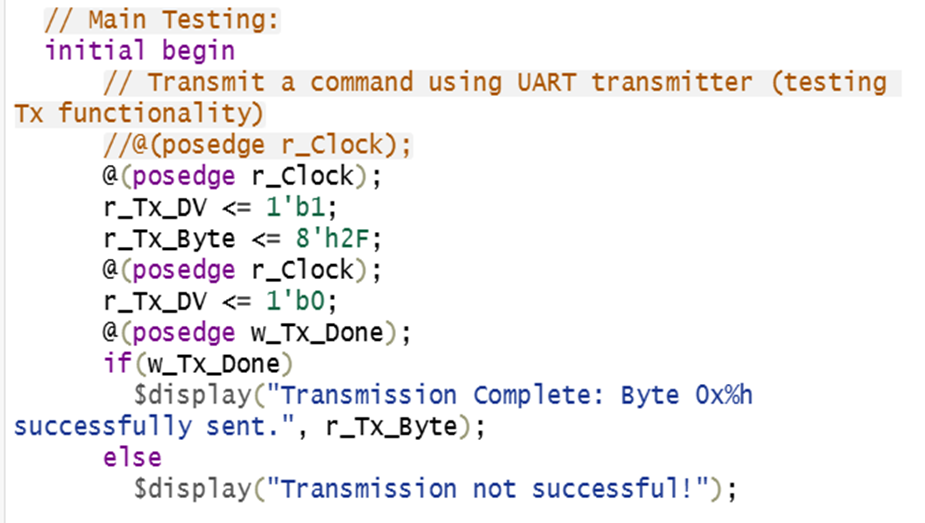 // Main Testing:
initial begin
// Transmit a command using UART transmitter (testing
Tx functionality)
//@(posedge r_Clock);
@(posedge r_Clock);
r_Tx_DV <= 1'b1;
r_Tx_Byte <= 8'h2F;
@(posedge r_Clock);
r_Tx_DV <= 1'b0;
@(posedge w_Tx_Done);
if(w_Tx_Done)
$display("Transmission Complete: Byte 0x%h
successfully sent.", r_Tx_Byte);
else
$display("Transmission not successful!");